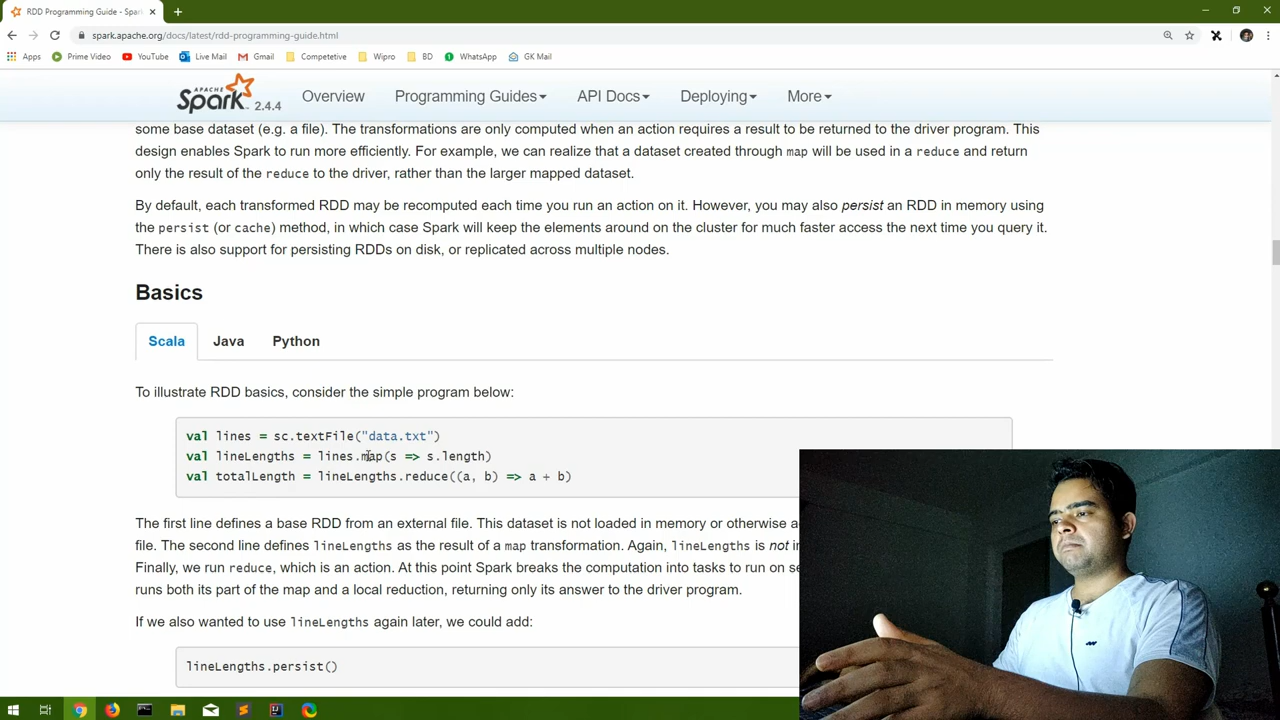 RDD Programming Guide - Spar
spark.apache.org/docs/latest/rdd-programming-guide.html
Apps Prime Video YouTube Live Mail Gmail Competetive Wipro BD WhatsApp GK Mail
APACHE Spark 2.4.4 Overview Programming Guides API Docs Deploying More
some base dataset (e.g. a file). The transformations are only computed when an action requires a result to be returned to the driver program. This
design enables Spark to run more efficiently. For example, we can realize that a dataset created through map will be used in a reduce and return
only the result of the reduce to the driver, rather than the larger mapped dataset.
By default, each transformed RDD may be recomputed each time you run an action on it. However, you may also persist an RDD in memory using
the persist (or cache) method, in which case Spark will keep the elements around on the cluster for much faster access the next time you query it.
There is also support for persisting RDDs on disk, or replicated across multiple nodes.
Basics
Scala Java Python
To illustrate RDD basics, consider the simple program below:
val lines = sc.textFile("data.txt")
val lineLengths = lines.map(s => s.length)
val totalLength = lineLengths.reduce((a, b) => a + b)
The first line defines a base RDD from an external file. This dataset is not loaded in memory or otherwise a
file. The second line defines lineLengths as the result of a map transformation. Again, lineLengths is not in
Finally, we run reduce, which is an action. At this point Spark breaks the computation into tasks to run on se
runs both its part of the map and a local reduction, returning only its answer to the driver program.
If we also wanted to use lineLengths again later, we could add:
lineLengths.persist()